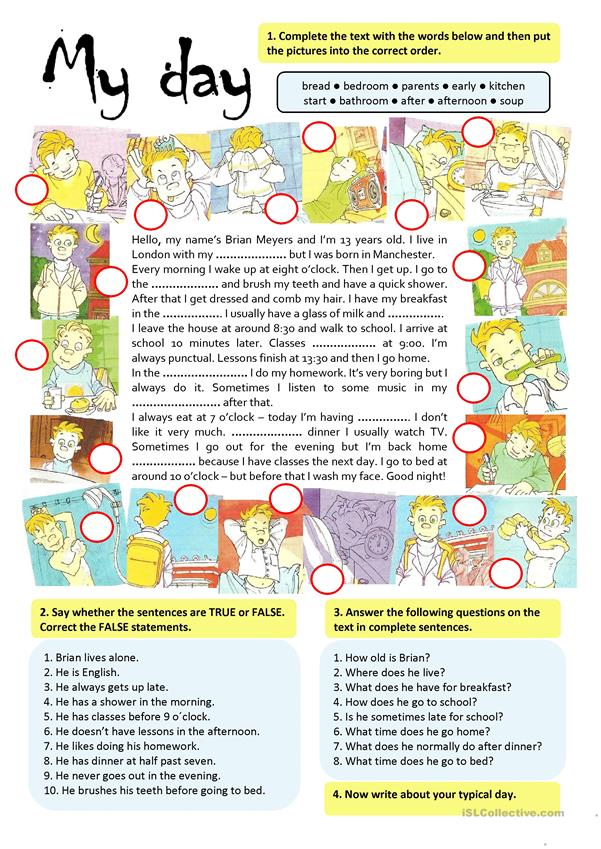 My day
1. Complete the text with the words below and then put
the pictures into the correct order.
bread ● bedroom ● parents ● early ● kitchen
start ● bathroom ● after ● afternoon ● soup
Hello, my name's Brian Meyers and I'm 13 years old. I live in
London with my .................... but I was born in Manchester.
Every morning I wake up at eight o'clock. Then I get up. I go to
the ................... and brush my teeth and have a quick shower.
After that I get dressed and comb my hair. I have my breakfast
in the ................. I usually have a glass of milk and ................
I leave the house at around 8:30 and walk to school. I arrive at
school 10 minutes later. Classes .................. at 9:00. I'm
always punctual. Lessons finish at 13:30 and then I go home.
In the ........................ I do my homework. It's very boring but I
always do it. Sometimes I listen to some music in my
......................... after that.
I always eat at 7 o'clock – today I'm having ............... I don't
like it very much. .................... dinner I usually watch TV.
Sometimes I go out for the evening but I'm back home
.................. because I have classes the next day. I go to bed at
around 10 o'clock – but before that I wash my face. Good night!
2. Say whether the sentences are TRUE or FALSE.
Correct the FALSE statements.
1. Brian lives alone.
2. He is English.
3. He always gets up late.
4. He has a shower in the morning.
5. He has classes before 9 o´clock.
6. He doesn't have lessons in the afternoon.
7. He likes doing his homework.
8. He has dinner at half past seven.
9. He never goes out in the evening.
10. He brushes his teeth before going to bed.
3. Answer the following questions on the
text in complete sentences.
1. How old is Brian?
2. Where does he live?
3. What does he have for breakfast?
4. How does he go to school?
5. Is he sometimes late for school?
6. What time does he go home?
7. What does he normally do after dinner?
8. What time does he go to bed?
4. Now write about your typical day.
iSLCollective.com